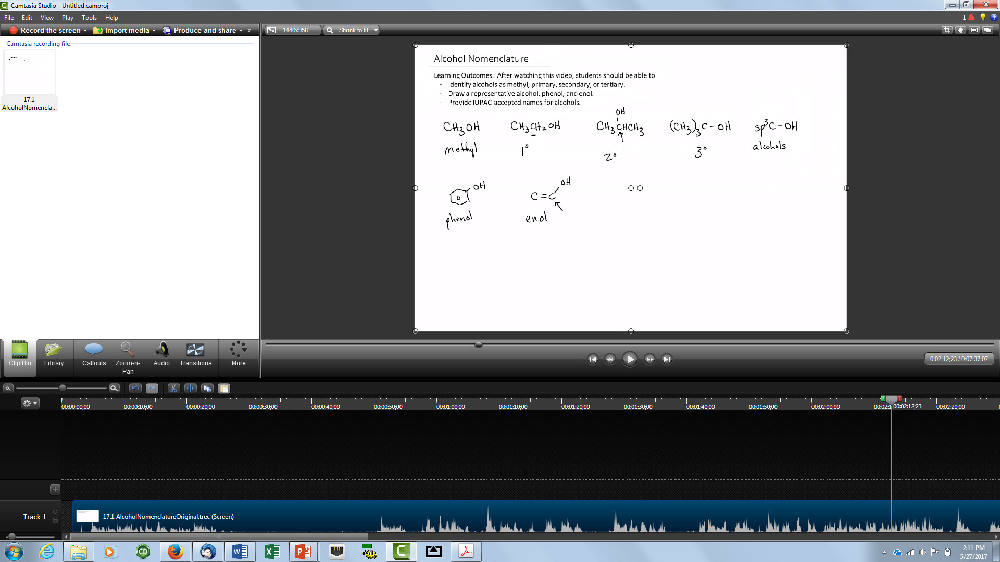 Camtasia Studio - Untitled.camproj
File Edit View Play Tools Help
1
Record the screen Import media Produce and share
1440x956 Shrink to fit
Camtasia recording file
17.1
AlcoholNomencla...
Alcohol Nomenclature
Learning Outcomes. After watching this video, students should be able to
- Identify alcohols as methyl, primary, secondary, or tertiary.
- Draw a representative alcohol, phenol, and enol.
- Provide IUPAC-accepted names for alcohols.
OH
CH3OH CH3CH2OH CH3CHCH3 (CH3)3C-OH sp3C-OH
methyl 1° 2° 3° alcohols
OH OH
C=C
phenol enol
Clip Bin Library Callouts Zoom-n-Pan Audio Transitions More
0:02:12;23 / 0:07:37;07
00:00:00;00 00:00:10;00 00:00:20;00 00:00:30;00 00:00:40;00 00:00:50;00 00:01:00;00 00:01:10;00 00:01:20;00 00:01:30;00 00:01:40;00 00:01:50;00 00:02:00;00 00:02:1 00:02:12;23 00:02:20;00
Track 1 17.1 AlcoholNomenclatureOriginal.trec (Screen)
2:11 PM
5/27/2017